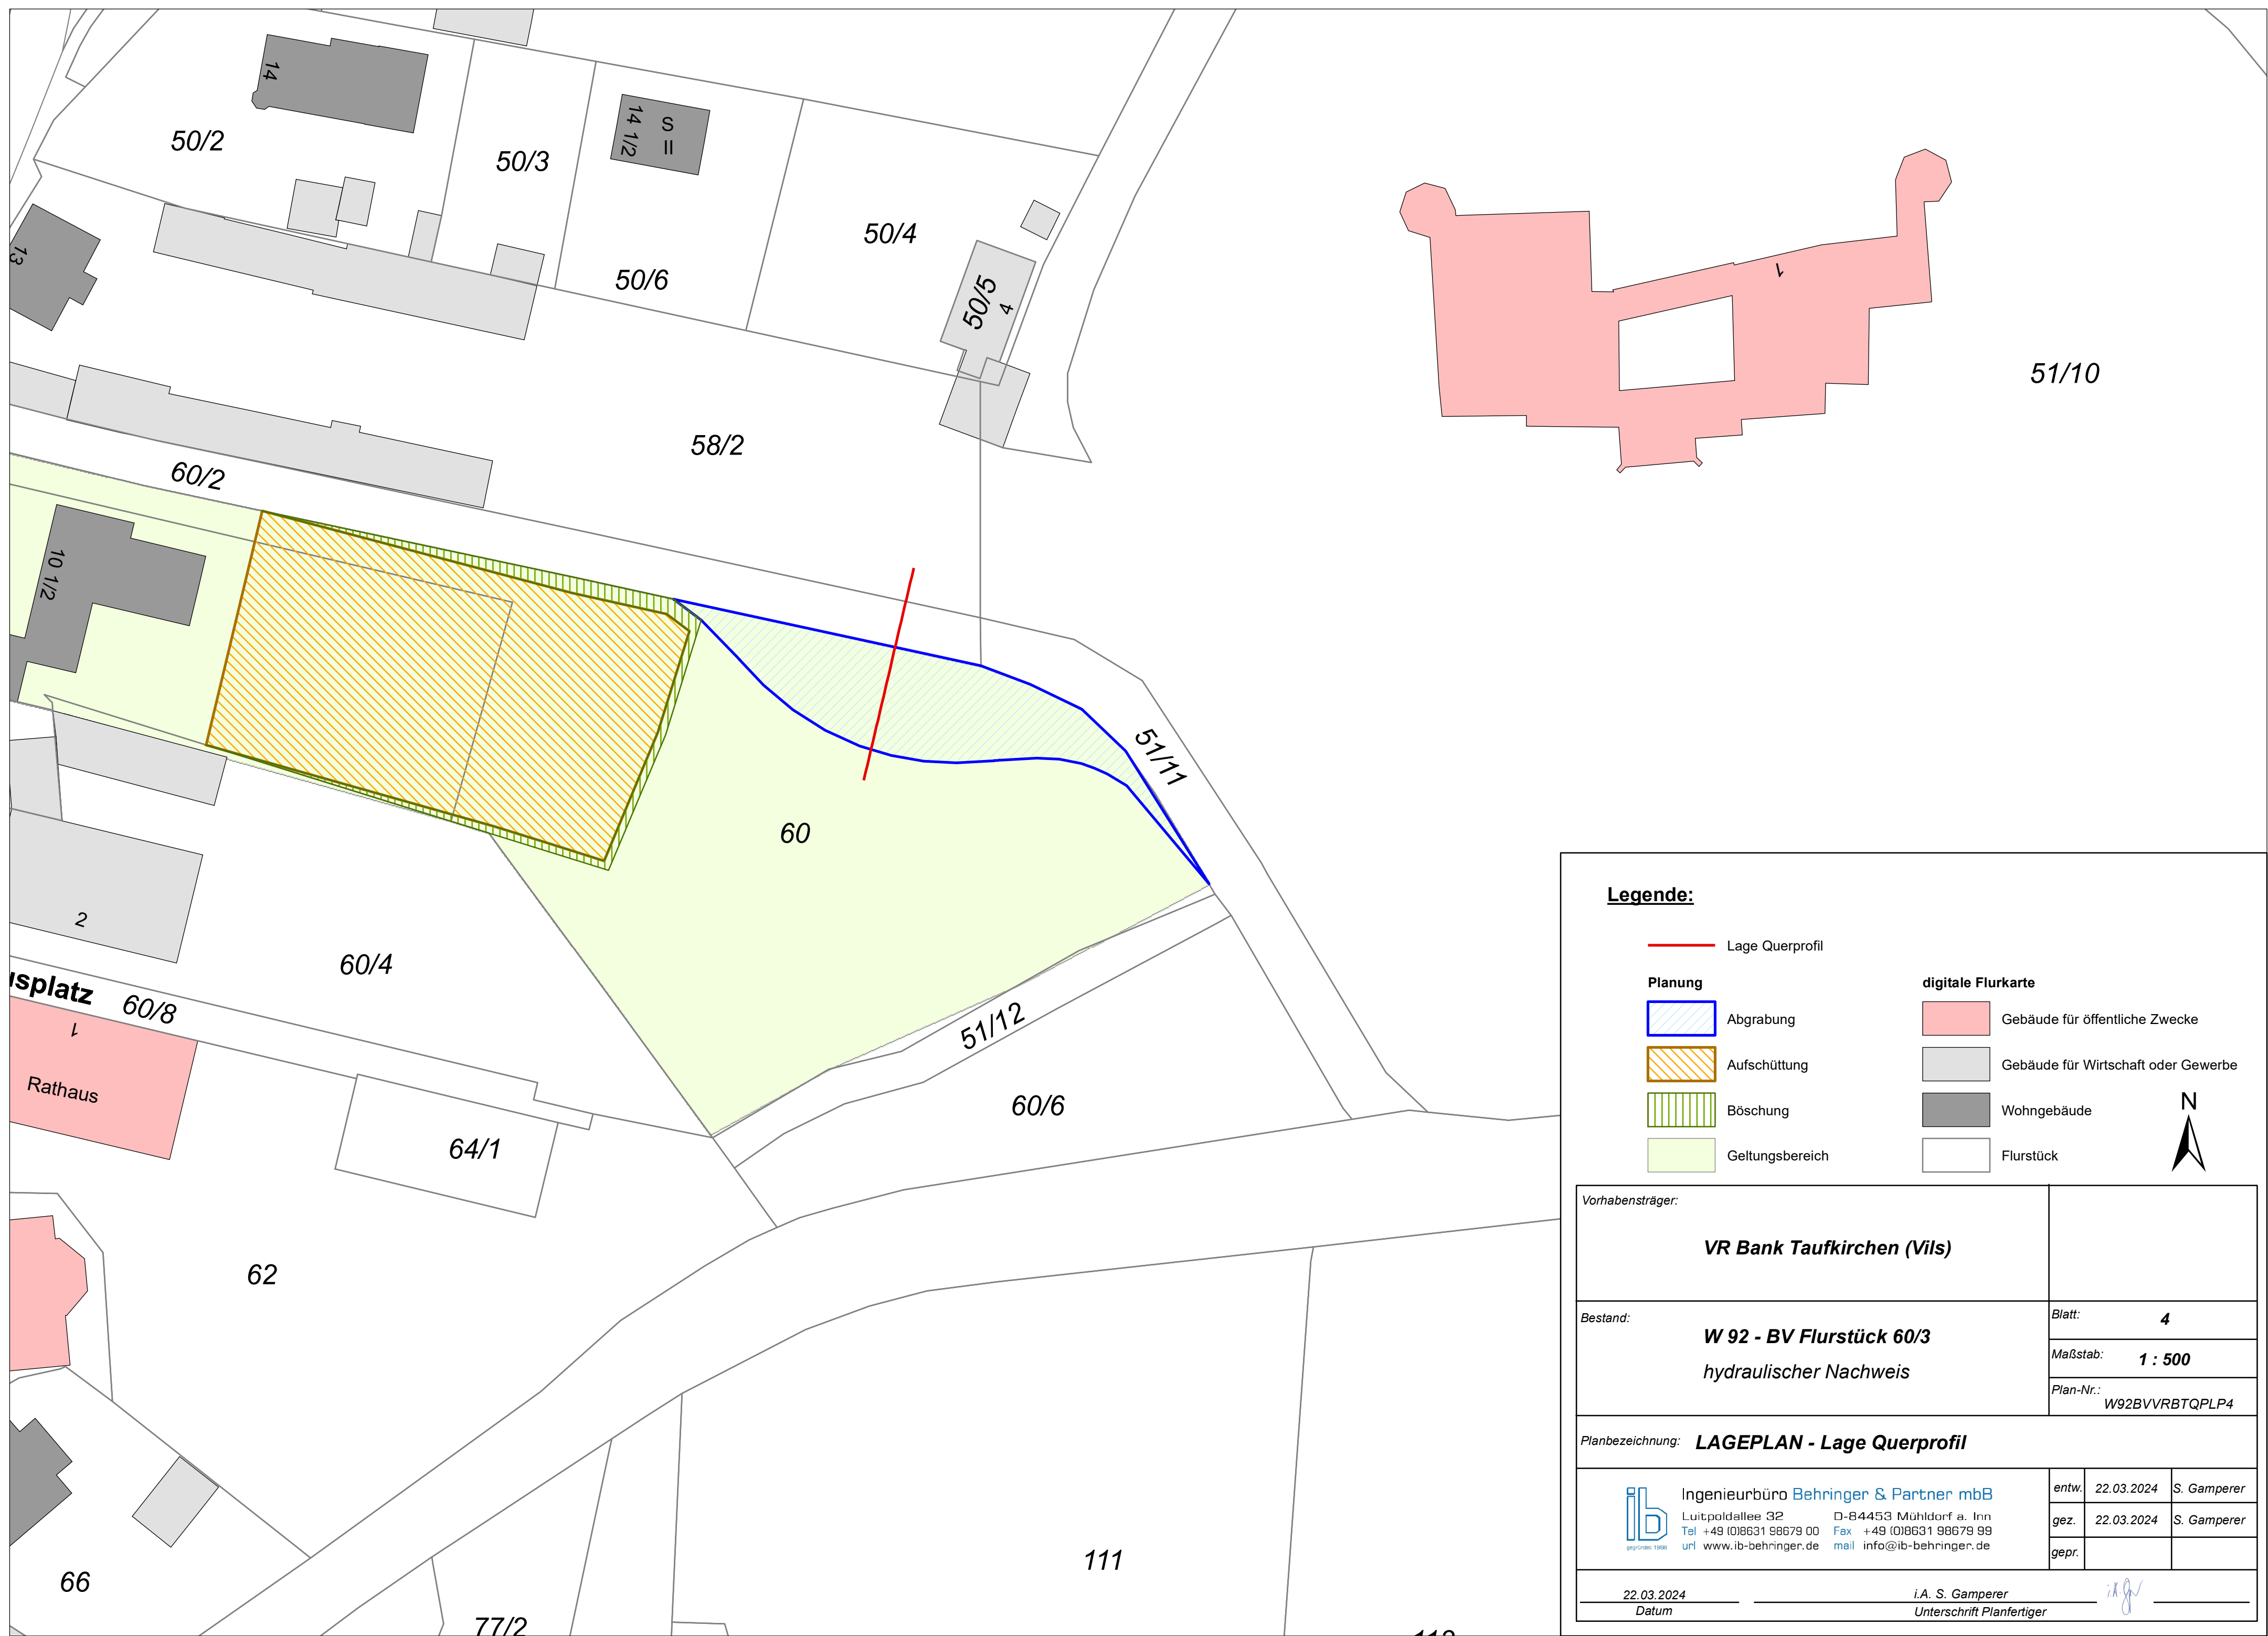 14
50/2
50/3
14 1/2
S
II
50/4
13
50/6
50/5
4
1
51/10
58/2
60/2
10 1/2
51/11
60
2
60/4
usplatz
60/8
51/12
1
Rathaus
64/1
60/6
62
66
77/2
111
Legende:
Lage Querprofil
Planung
Abgrabung
Aufschüttung
Böschung
Geltungsbereich
digitale Flurkarte
Gebäude für öffentliche Zwecke
Gebäude für Wirtschaft oder Gewerbe
Wohngebäude
Flurstück
N
Vorhabensträger:
VR Bank Taufkirchen (Vils)
Bestand:
W 92 - BV Flurstück 60/3
hydraulischer Nachweis
Blatt: 4
Maßstab: 1 : 500
Plan-Nr.:
W92BVVRBTQPLP4
Planbezeichnung: LAGEPLAN - Lage Querprofil
ib
gegründet 1966
Ingenieurbüro Behringer & Partner mbB
Luitpoldallee 32 D-84453 Mühldorf a. Inn
Tel +49 (0)8631 98679 00 Fax +49 (0)8631 98679 99
url www.ib-behringer.de mail info@ib-behringer.de
entw. 22.03.2024 S. Gamperer
gez. 22.03.2024 S. Gamperer
gepr.
22.03.2024 i.A. S. Gamperer
Datum Unterschrift Planfertiger